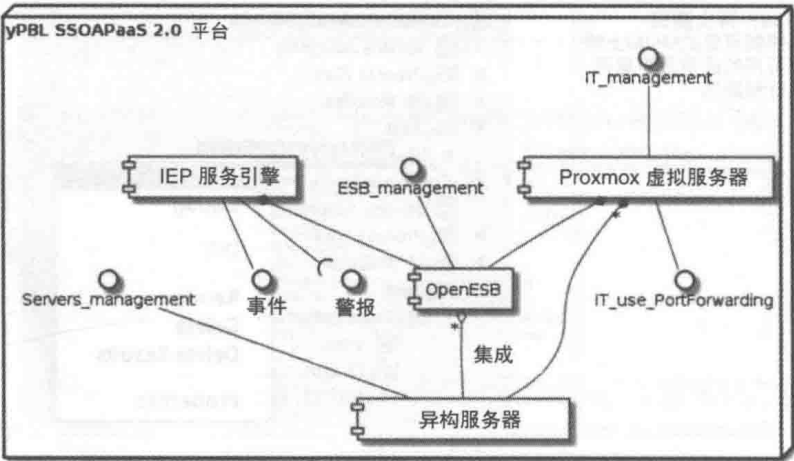 yPBL SSOAPaaS 2.0 平台
IT_management
IEP 服务引擎
ESB_management
Proxmox 虚拟服务器
*
Servers_management
事件
警报
OpenESB
IT_use_PortForwarding
*
集成
异构服务器